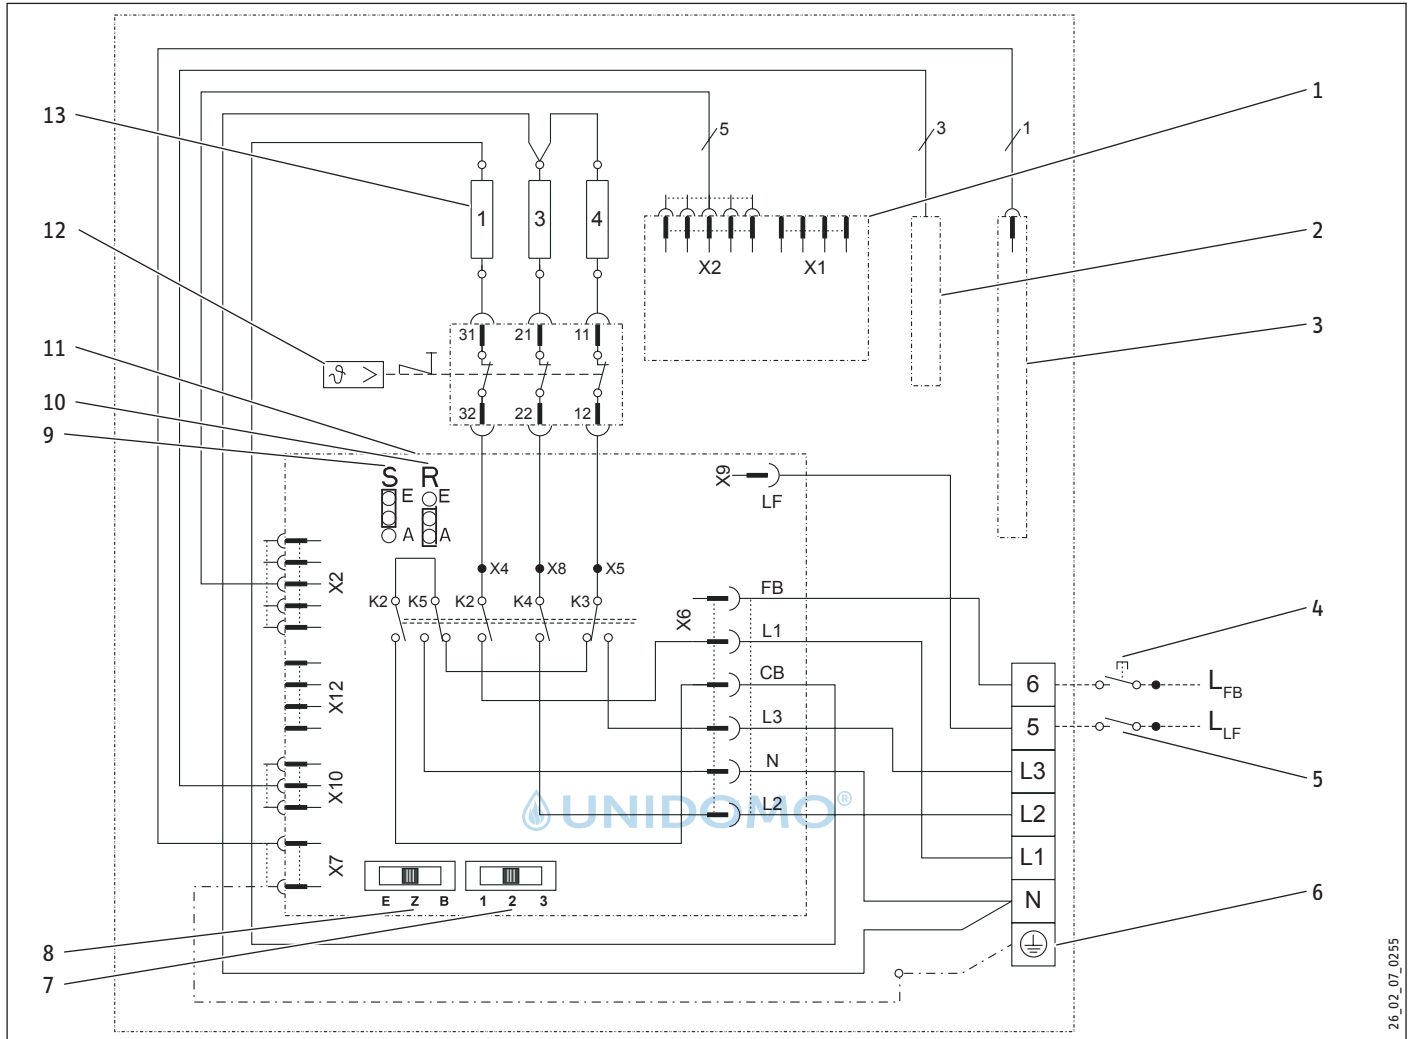 13
1
5
3
1
12
1
3
4
2
X2
X1
11
31
21
11
3
ϑ >
10
32
22
12
9
S
R
E
E
X9
LF
A
A
X4
X8
X5
X2
K2
K5
K2
K4
K3
FB
X6
L1
4
X12
CB
6
L_FB
L3
5
L_LF
N
L3
5
X10
UNIDOMO®
L2
L2
X7
L1
E Z B
1 2 3
N
6
8
7
26_02_07_0255